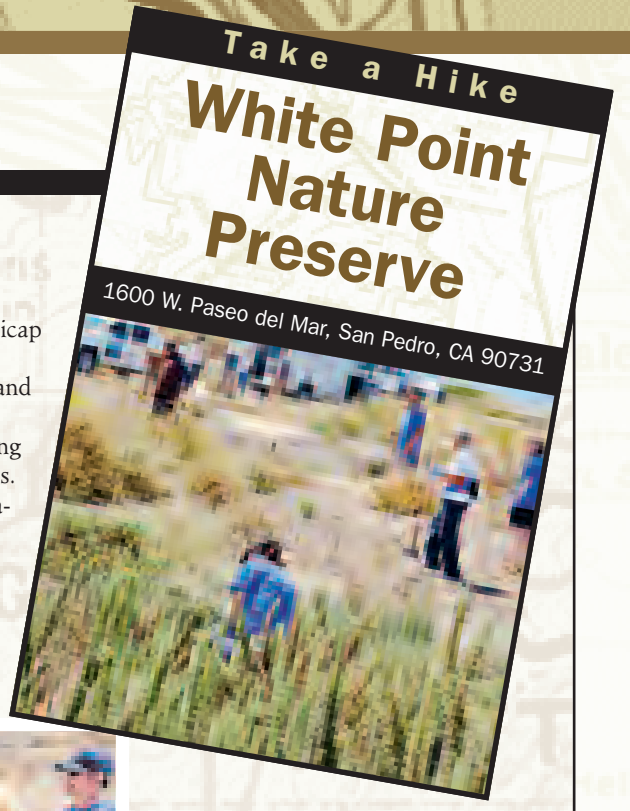 Take a Hike
White Point
Nature
Preserve
1600 W. Paseo del Mar, San Pedro, CA 90731
icap
and
ng
s.
a-